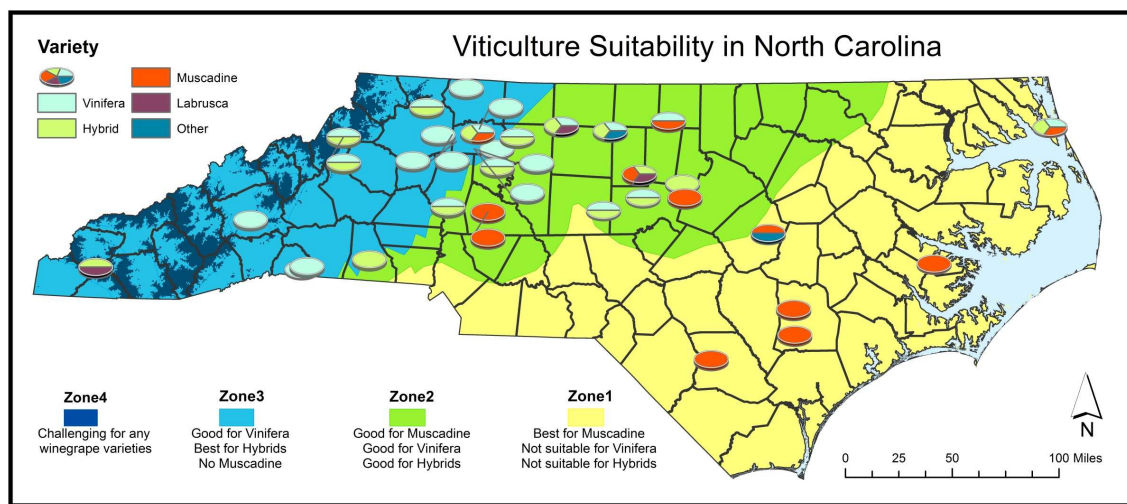 Viticulture Suitability in North Carolina
Variety
Vinifera
Hybrid
Muscadine
Labrusca
Other
Zone4
Challenging for any
winegrape varieties
Zone3
Good for Vinifera
Best for Hybrids
No Muscadine
Zone2
Good for Muscadine
Good for Vinifera
Good for Hybrids
Zone1
Best for Muscadine
Not suitable for Vinifera
Not suitable for Hybrids
N
0 25 50 100 Miles